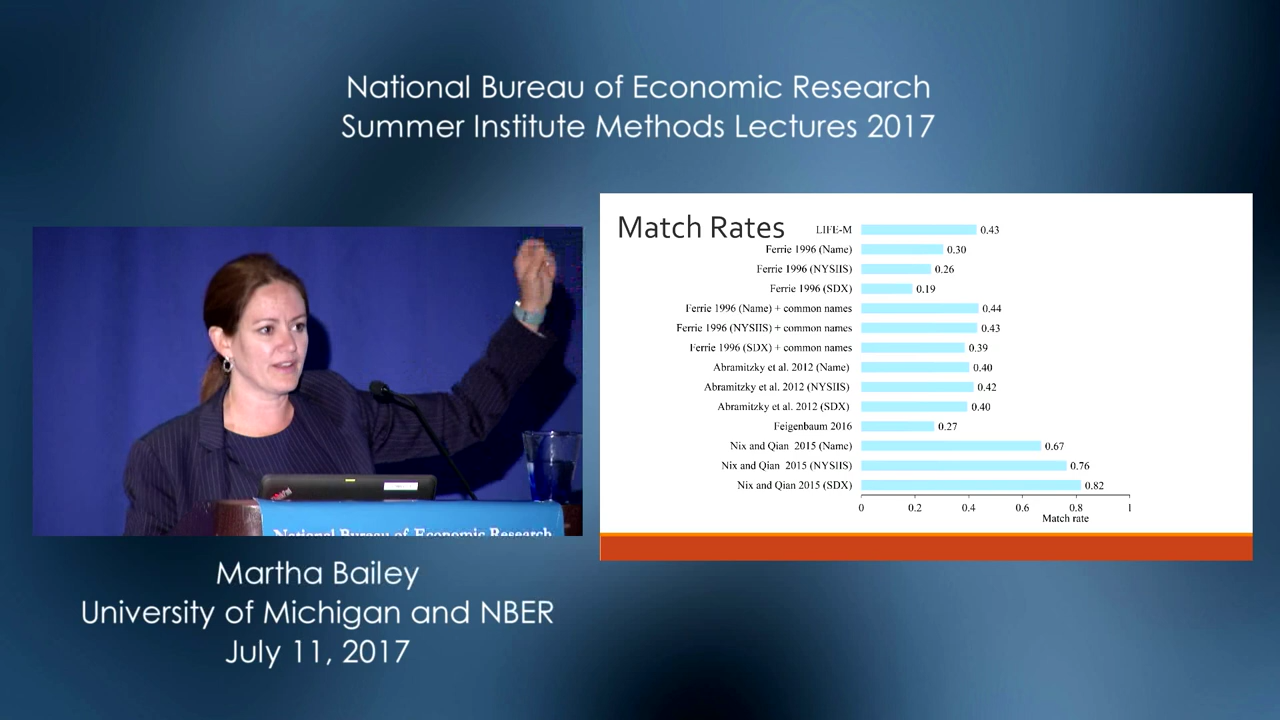 National Bureau of Economic Research
Summer Institute Methods Lectures 2017
National Bureau of Economic Research
Martha Bailey
University of Michigan and NBER
July 11, 2017
Match Rates
LIFE-M 0.43
Ferrie 1996 (Name) 0.30
Ferrie 1996 (NYSIIS) 0.26
Ferrie 1996 (SDX) 0.19
Ferrie 1996 (Name) + common names 0.44
Ferrie 1996 (NYSIIS) + common names 0.43
Ferrie 1996 (SDX) + common names 0.39
Abramitzky et al. 2012 (Name) 0.40
Abramitzky et al. 2012 (NYSIIS) 0.42
Abramitzky et al. 2012 (SDX) 0.40
Feigenbaum 2016 0.27
Nix and Qian 2015 (Name) 0.67
Nix and Qian 2015 (NYSIIS) 0.76
Nix and Qian 2015 (SDX) 0.82
0 0.2 0.4 0.6 0.8 1
Match rate